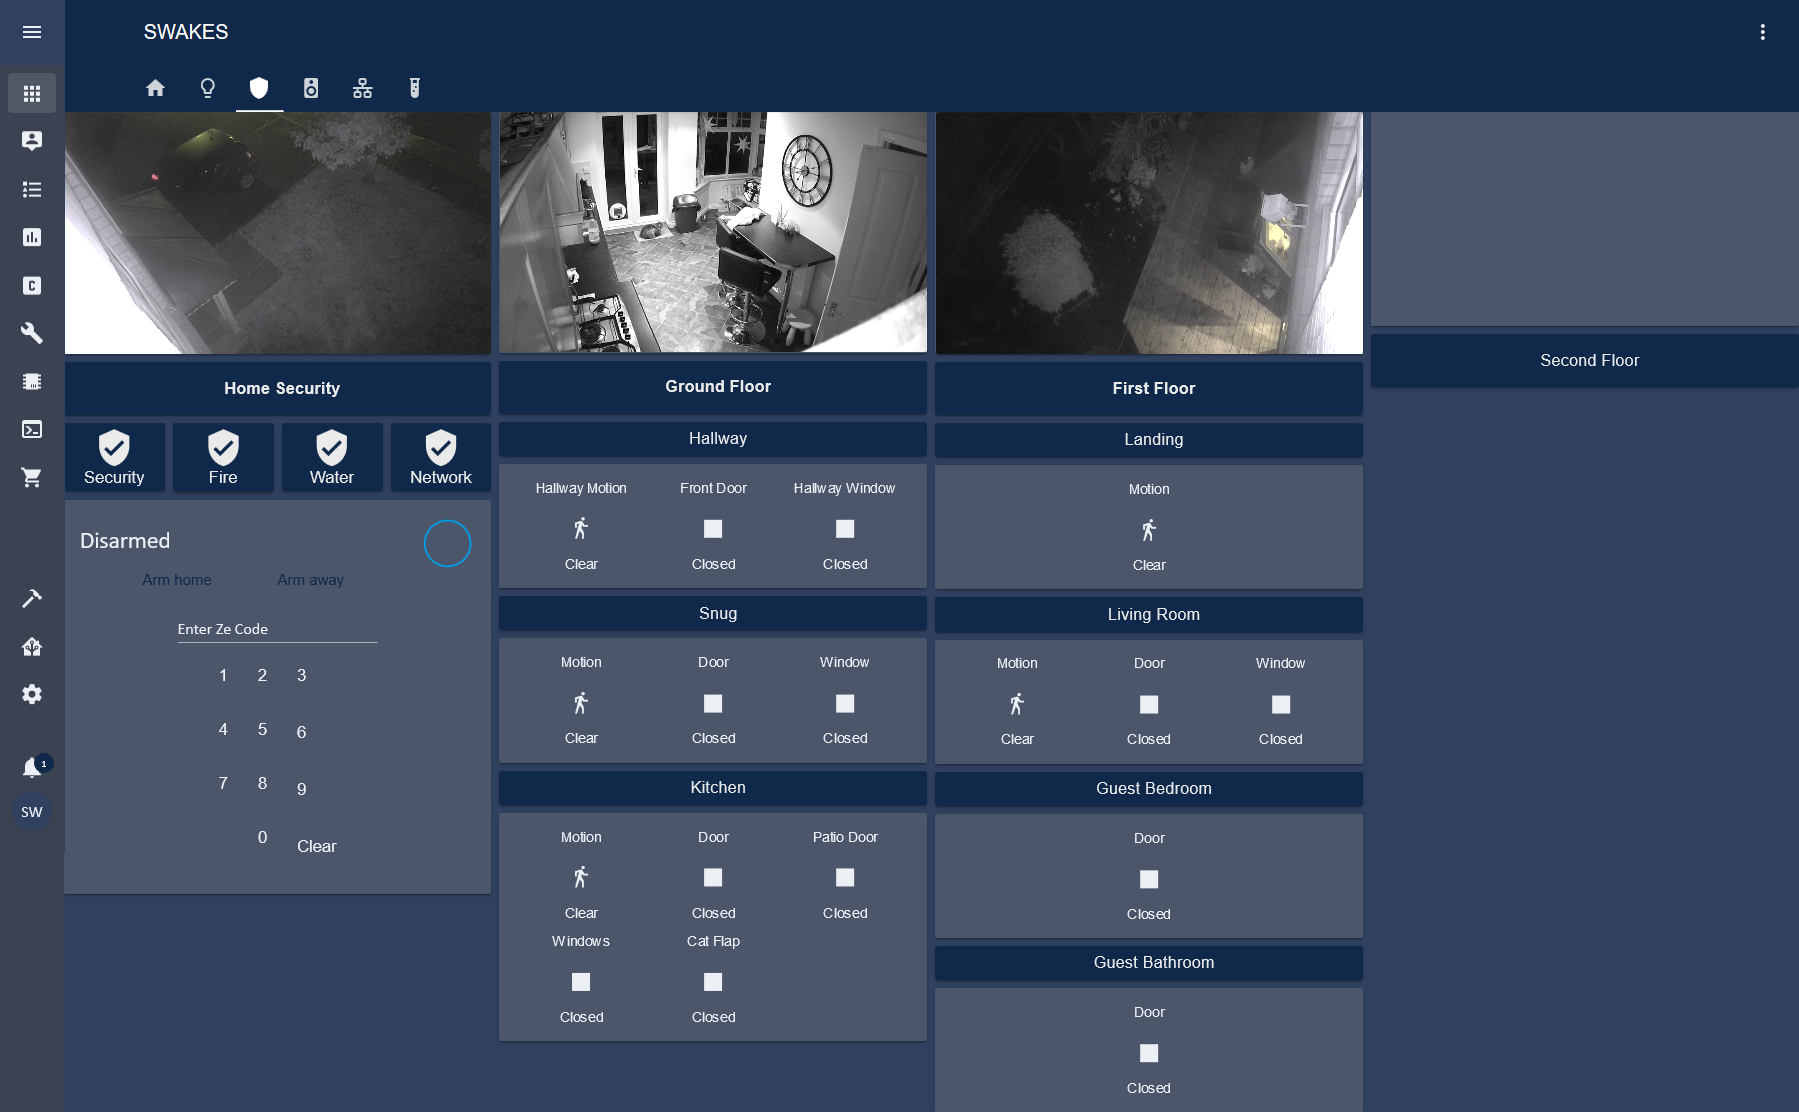 SWAKES
Home Security
Security
Fire
Water
Network
Disarmed
Arm home
Arm away
Enter Ze Code
1 2 3
4 5 6
7 8 9
0 Clear
Ground Floor
Hallway
Hallway Motion Front Door Hallway Window
Clear Closed Closed
Snug
Motion Door Window
Clear Closed Closed
Kitchen
Motion Door Patio Door
Clear Closed Closed
Windows Cat Flap
Closed Closed
First Floor
Landing
Motion
Clear
Living Room
Motion Door Window
Clear Closed Closed
Guest Bedroom
Door
Closed
Guest Bathroom
Door
Closed
Second Floor
C
1
SW